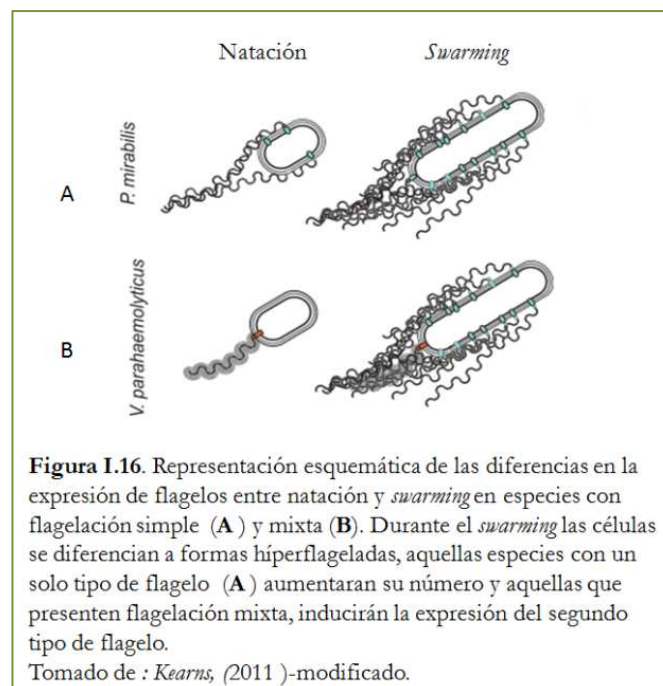 Natación Swarming
A P. mirabilis
B V. parahaemolyticus
Figura I.16. Representación esquemática de las diferencias en la
expresión de flagelos entre natación y swarming en especies con
flagelación simple (A ) y mixta (B). Durante el swarming las células
se diferencian a formas híperflageladas, aquellas especies con un
solo tipo de flagelo (A ) aumentaran su número y aquellas que
presenten flagelación mixta, inducirán la expresión del segundo
tipo de flagelo.
Tomado de : Kearns, (2011 )-modificado.